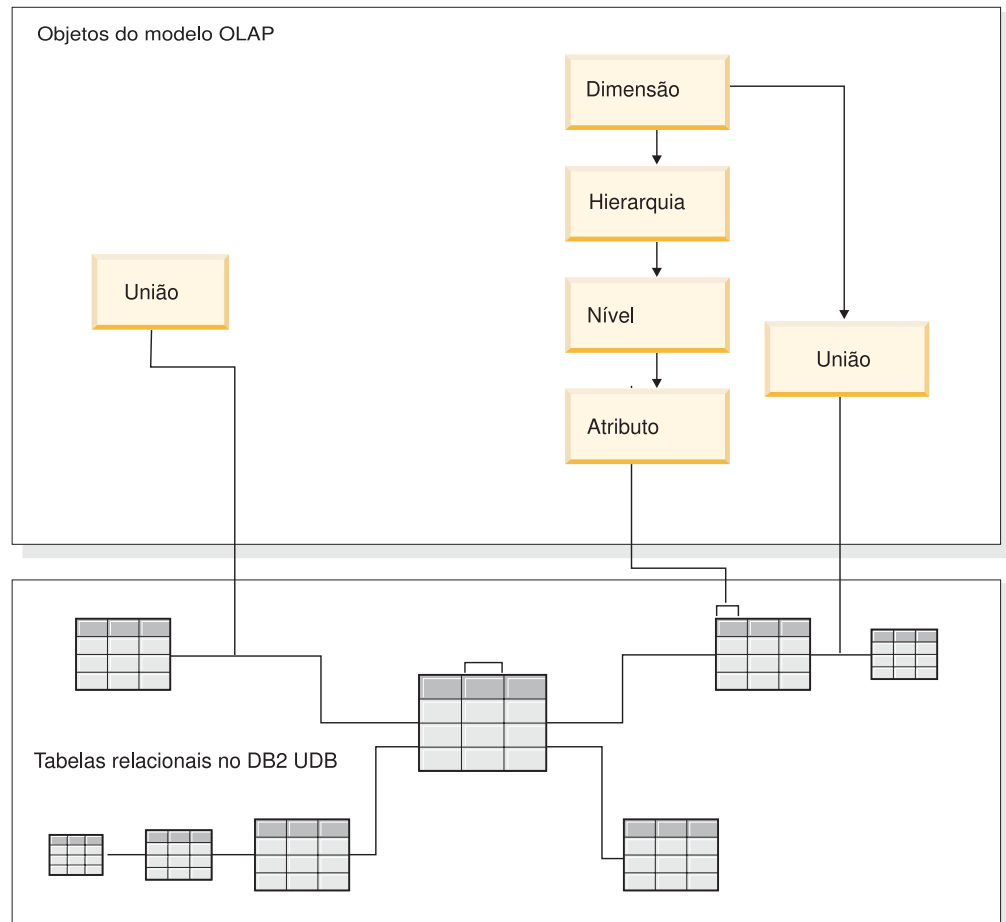 Objetos do modelo OLAP
Dimensão
Hierarquia
União
Nível
União
Atributo
Tabelas relacionais no DB2 UDB